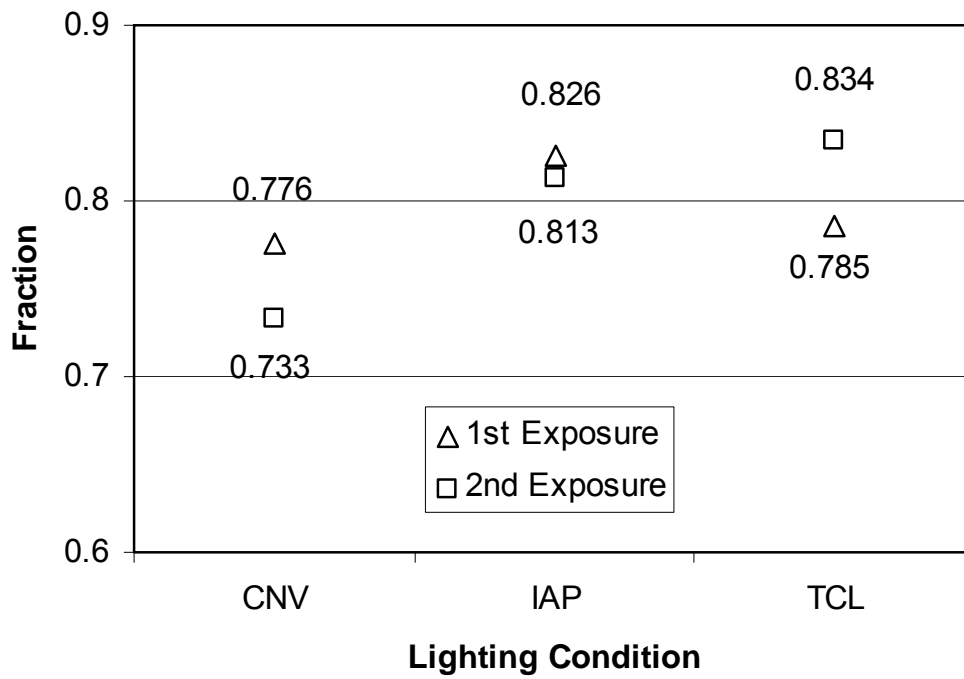 0.9
0.8
0.7
0.6
Fraction
0.776
0.733
0.826
0.813
0.834
0.785
1st Exposure
2nd Exposure
CNV
IAP
TCL
Lighting Condition